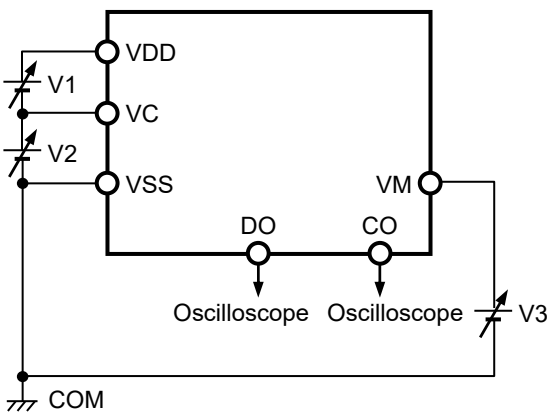 VDD
V1
VC
V2
VSS
VM
DO CO
Oscilloscope Oscilloscope
V3
COM